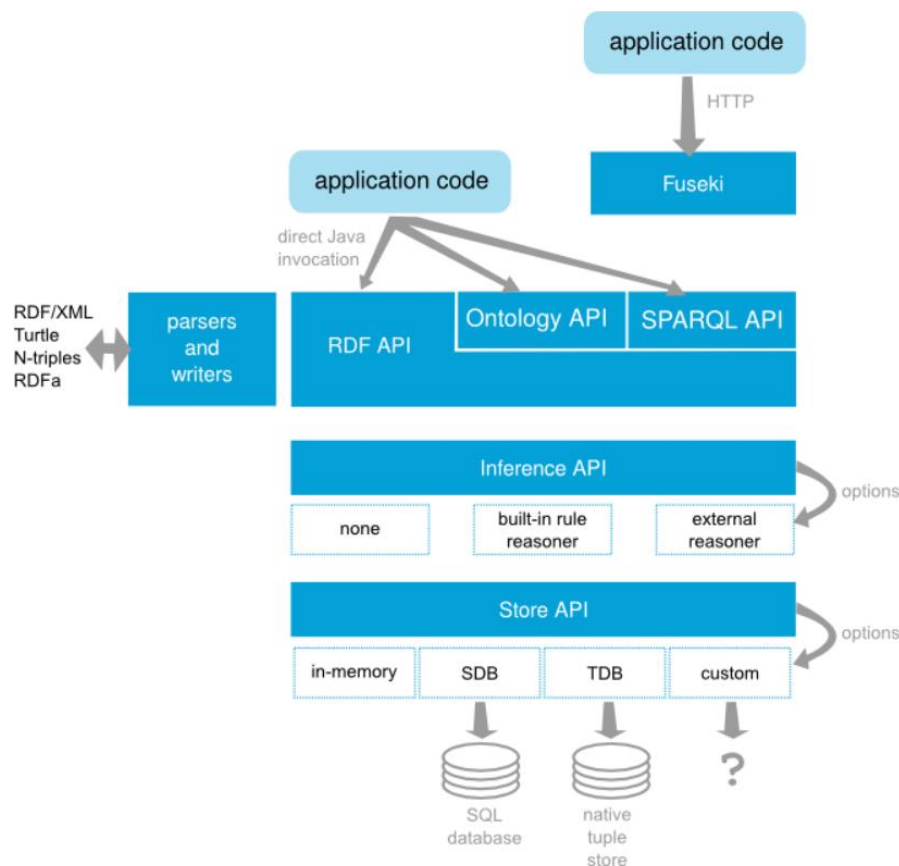 application code
HTTP
Fuseki
application code
direct Java
invocation
RDF/XML
Turtle
N-triples
RDFa
parsers
and
writers
RDF API
Ontology API
SPARQL API
Inference API
options
none
built-in rule
reasoner
external
reasoner
Store API
options
in-memory
SDB
TDB
custom
?
SQL
database
native
tuple
store